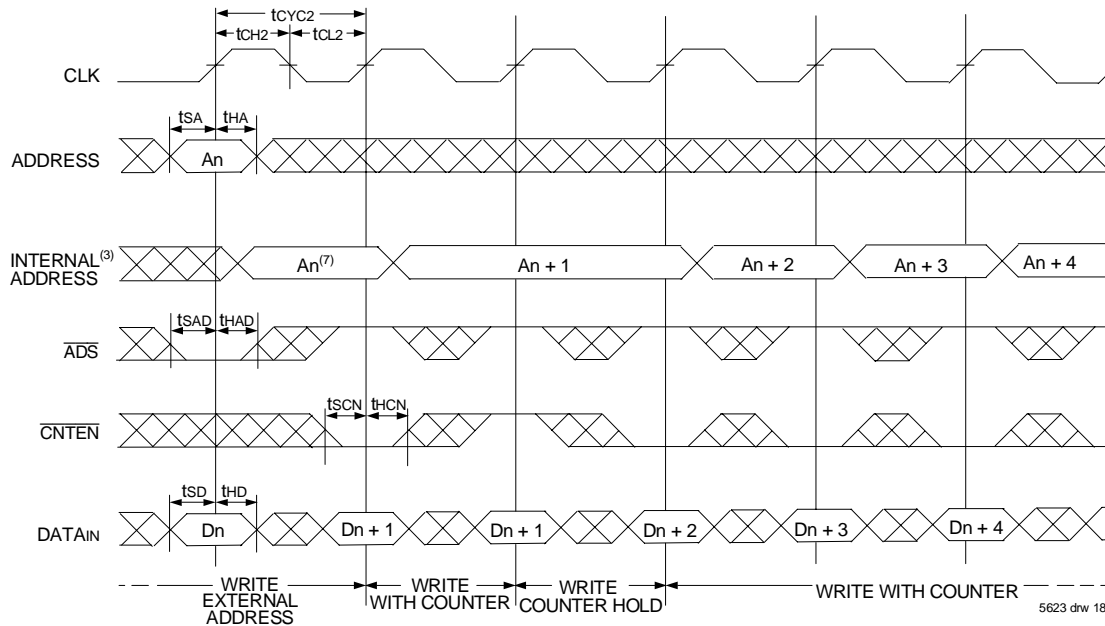 tCYC2
tCH2 tCL2
CLK
tSA tHA
ADDRESS An
INTERNAL(3) ADDRESS An(7) An + 1 An + 2 An + 3 An + 4
tSAD tHAD
ADS
tSCN tHCN
CNTEN
tSD tHD
DATAIN Dn Dn + 1 Dn + 1 Dn + 2 Dn + 3 Dn + 4
WRITE EXTERNAL ADDRESS
WRITE WITH COUNTER
WRITE COUNTER HOLD
WRITE WITH COUNTER
5623 drw 18